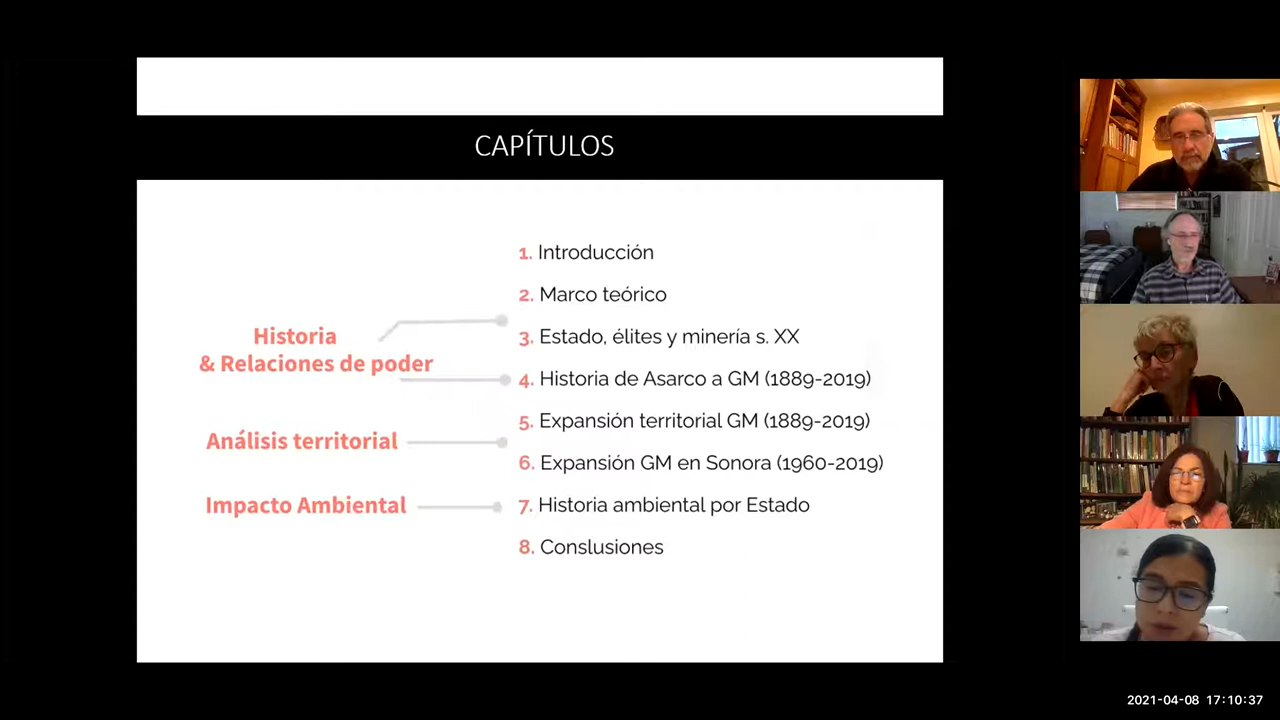 CAPÍTULOS
1. Introducción
2. Marco teórico
Historia
& Relaciones de poder
3. Estado, élites y minería s. XX
4. Historia de Asarco a GM (1889-2019)
Análisis territorial
5. Expansión territorial GM (1889-2019)
6. Expansión GM en Sonora (1960-2019)
Impacto Ambiental
7. Historia ambiental por Estado
8. Conslusiones
2021-04-08 17:10:37